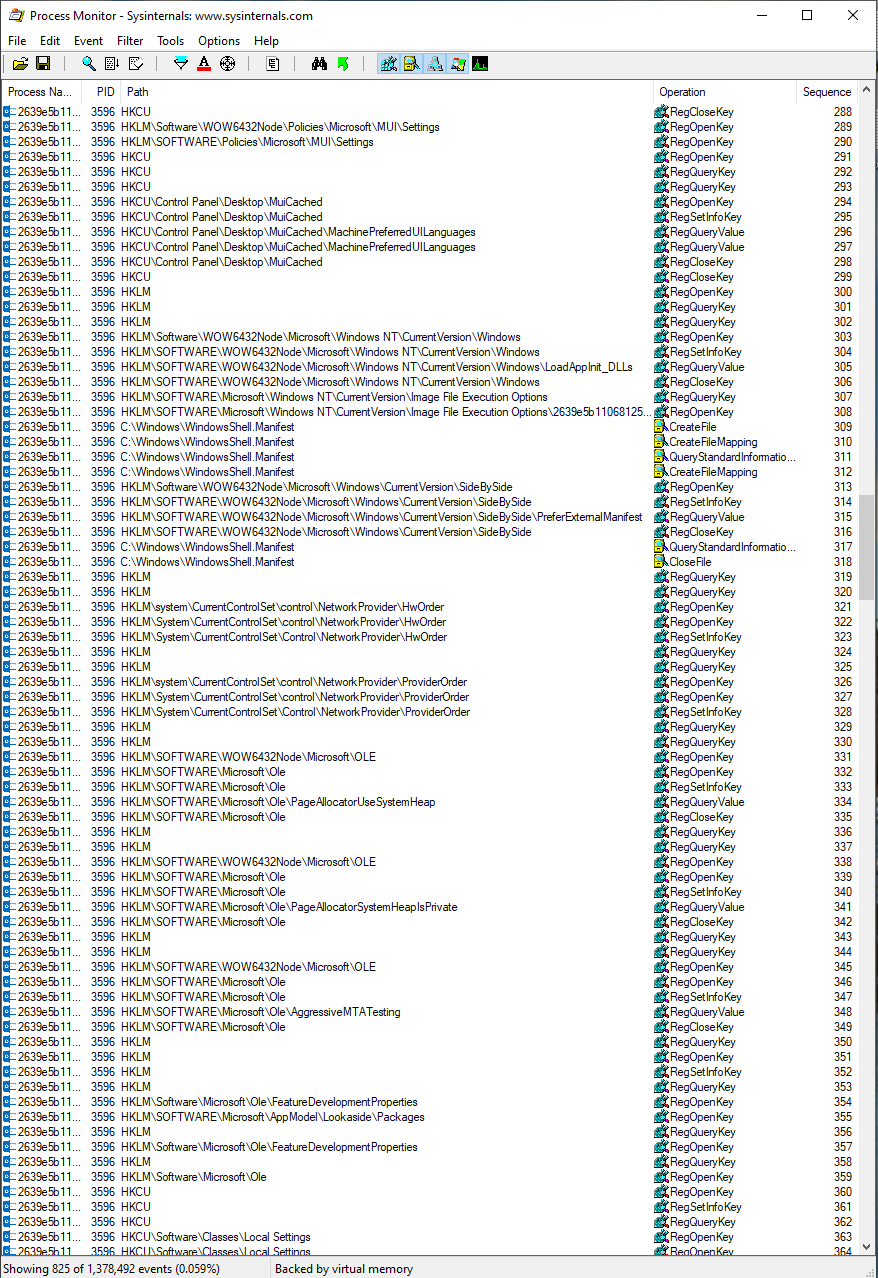 Process Monitor - Sysinternals: www.sysinternals.com
File Edit Event Filter Tools Options Help
Process Na... PID Path Operation Sequence
2639e5b11... 3596 HKCU RegCloseKey 288
2639e5b11... 3596 HKLM\Software\WOW6432Node\Policies\Microsoft\MUI\Settings RegOpenKey 289
2639e5b11... 3596 HKLM\SOFTWARE\Policies\Microsoft\MUI\Settings RegOpenKey 290
2639e5b11... 3596 HKCU RegOpenKey 291
2639e5b11... 3596 HKCU RegQueryKey 292
2639e5b11... 3596 HKCU RegQueryKey 293
2639e5b11... 3596 HKCU\Control Panel\Desktop\MuiCached RegOpenKey 294
2639e5b11... 3596 HKCU\Control Panel\Desktop\MuiCached RegSetInfoKey 295
2639e5b11... 3596 HKCU\Control Panel\Desktop\MuiCached\MachinePreferredUILanguages RegQueryValue 296
2639e5b11... 3596 HKCU\Control Panel\Desktop\MuiCached\MachinePreferredUILanguages RegQueryValue 297
2639e5b11... 3596 HKCU\Control Panel\Desktop\MuiCached RegCloseKey 298
2639e5b11... 3596 HKCU RegCloseKey 299
2639e5b11... 3596 HKLM RegOpenKey 300
2639e5b11... 3596 HKLM RegQueryKey 301
2639e5b11... 3596 HKLM RegQueryKey 302
2639e5b11... 3596 HKLM\Software\WOW6432Node\Microsoft\Windows NT\CurrentVersion\Windows RegOpenKey 303
2639e5b11... 3596 HKLM\SOFTWARE\WOW6432Node\Microsoft\Windows NT\CurrentVersion\Windows RegSetInfoKey 304
2639e5b11... 3596 HKLM\SOFTWARE\WOW6432Node\Microsoft\Windows NT\CurrentVersion\Windows\LoadAppInit_DLLs RegQueryValue 305
2639e5b11... 3596 HKLM\SOFTWARE\WOW6432Node\Microsoft\Windows NT\CurrentVersion\Windows RegCloseKey 306
2639e5b11... 3596 HKLM\SOFTWARE\Microsoft\Windows NT\CurrentVersion\Image File Execution Options RegQueryKey 307
2639e5b11... 3596 HKLM\SOFTWARE\Microsoft\Windows NT\CurrentVersion\Image File Execution Options\2639e5b11068125... RegOpenKey 308
2639e5b11... 3596 C:\Windows\WindowsShell.Manifest CreateFile 309
2639e5b11... 3596 C:\Windows\WindowsShell.Manifest CreateFileMapping 310
2639e5b11... 3596 C:\Windows\WindowsShell.Manifest QueryStandardInformatio... 311
2639e5b11... 3596 C:\Windows\WindowsShell.Manifest CreateFileMapping 312
2639e5b11... 3596 HKLM\Software\WOW6432Node\Microsoft\Windows\CurrentVersion\SideBySide RegOpenKey 313
2639e5b11... 3596 HKLM\SOFTWARE\WOW6432Node\Microsoft\Windows\CurrentVersion\SideBySide RegSetInfoKey 314
2639e5b11... 3596 HKLM\SOFTWARE\WOW6432Node\Microsoft\Windows\CurrentVersion\SideBySide\PreferExternalManifest RegQueryValue 315
2639e5b11... 3596 HKLM\SOFTWARE\WOW6432Node\Microsoft\Windows\CurrentVersion\SideBySide RegCloseKey 316
2639e5b11... 3596 C:\Windows\WindowsShell.Manifest QueryStandardInformatio... 317
2639e5b11... 3596 C:\Windows\WindowsShell.Manifest CloseFile 318
2639e5b11... 3596 HKLM RegQueryKey 319
2639e5b11... 3596 HKLM RegQueryKey 320
2639e5b11... 3596 HKLM\system\CurrentControlSet\control\NetworkProvider\HwOrder RegOpenKey 321
2639e5b11... 3596 HKLM\System\CurrentControlSet\control\NetworkProvider\HwOrder RegOpenKey 322
2639e5b11... 3596 HKLM\System\CurrentControlSet\Control\NetworkProvider\HwOrder RegSetInfoKey 323
2639e5b11... 3596 HKLM RegQueryKey 324
2639e5b11... 3596 HKLM RegQueryKey 325
2639e5b11... 3596 HKLM\system\CurrentControlSet\control\NetworkProvider\ProviderOrder RegOpenKey 326
2639e5b11... 3596 HKLM\System\CurrentControlSet\control\NetworkProvider\ProviderOrder RegOpenKey 327
2639e5b11... 3596 HKLM\System\CurrentControlSet\Control\NetworkProvider\ProviderOrder RegSetInfoKey 328
2639e5b11... 3596 HKLM RegQueryKey 329
2639e5b11... 3596 HKLM RegQueryKey 330
2639e5b11... 3596 HKLM\SOFTWARE\WOW6432Node\Microsoft\OLE RegOpenKey 331
2639e5b11... 3596 HKLM\SOFTWARE\Microsoft\Ole RegOpenKey 332
2639e5b11... 3596 HKLM\SOFTWARE\Microsoft\Ole RegSetInfoKey 333
2639e5b11... 3596 HKLM\SOFTWARE\Microsoft\Ole\PageAllocatorUseSystemHeap RegQueryValue 334
2639e5b11... 3596 HKLM\SOFTWARE\Microsoft\Ole RegCloseKey 335
2639e5b11... 3596 HKLM RegQueryKey 336
2639e5b11... 3596 HKLM RegQueryKey 337
2639e5b11... 3596 HKLM\SOFTWARE\WOW6432Node\Microsoft\OLE RegOpenKey 338
2639e5b11... 3596 HKLM\SOFTWARE\Microsoft\Ole RegOpenKey 339
2639e5b11... 3596 HKLM\SOFTWARE\Microsoft\Ole RegSetInfoKey 340
2639e5b11... 3596 HKLM\SOFTWARE\Microsoft\Ole\PageAllocatorSystemHeapIsPrivate RegQueryValue 341
2639e5b11... 3596 HKLM\SOFTWARE\Microsoft\Ole RegCloseKey 342
2639e5b11... 3596 HKLM RegQueryKey 343
2639e5b11... 3596 HKLM RegQueryKey 344
2639e5b11... 3596 HKLM\SOFTWARE\WOW6432Node\Microsoft\OLE RegOpenKey 345
2639e5b11... 3596 HKLM\SOFTWARE\Microsoft\Ole RegOpenKey 346
2639e5b11... 3596 HKLM\SOFTWARE\Microsoft\Ole RegSetInfoKey 347
2639e5b11... 3596 HKLM\SOFTWARE\Microsoft\Ole\AggressiveMTATesting RegQueryValue 348
2639e5b11... 3596 HKLM\SOFTWARE\Microsoft\Ole RegCloseKey 349
2639e5b11... 3596 HKLM RegQueryKey 350
2639e5b11... 3596 HKLM RegOpenKey 351
2639e5b11... 3596 HKLM RegSetInfoKey 352
2639e5b11... 3596 HKLM RegQueryKey 353
2639e5b11... 3596 HKLM\Software\Microsoft\Ole\FeatureDevelopmentProperties RegOpenKey 354
2639e5b11... 3596 HKLM\SOFTWARE\Microsoft\AppModel\Lookaside\Packages RegOpenKey 355
2639e5b11... 3596 HKLM RegQueryKey 356
2639e5b11... 3596 HKLM\Software\Microsoft\Ole\FeatureDevelopmentProperties RegOpenKey 357
2639e5b11... 3596 HKLM RegQueryKey 358
2639e5b11... 3596 HKLM\Software\Microsoft\Ole RegOpenKey 359
2639e5b11... 3596 HKCU RegOpenKey 360
2639e5b11... 3596 HKCU RegSetInfoKey 361
2639e5b11... 3596 HKCU RegQueryKey 362
2639e5b11... 3596 HKCU\Software\Classes\Local Settings RegOpenKey 363
2639e5b11... 3596 HKCU\Software\Classes\Local Settings RegOpenKey 364
Showing 825 of 1,378,492 events (0.059%) Backed by virtual memory